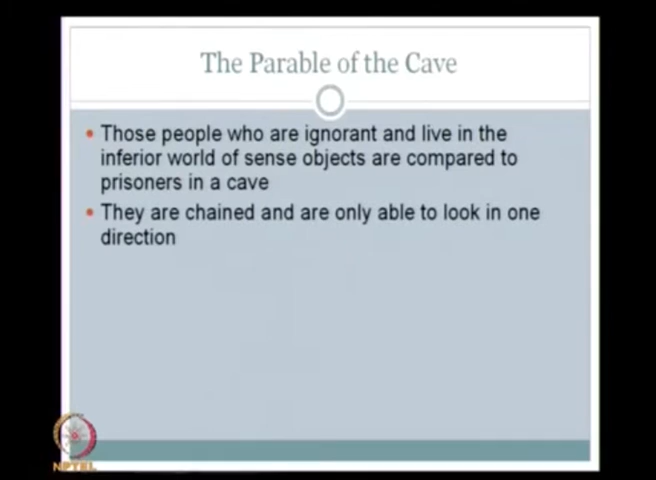 The Parable of the Cave
• Those people who are ignorant and live in the
inferior world of sense objects are compared to
prisoners in a cave
• They are chained and are only able to look in one
direction
NPTEL